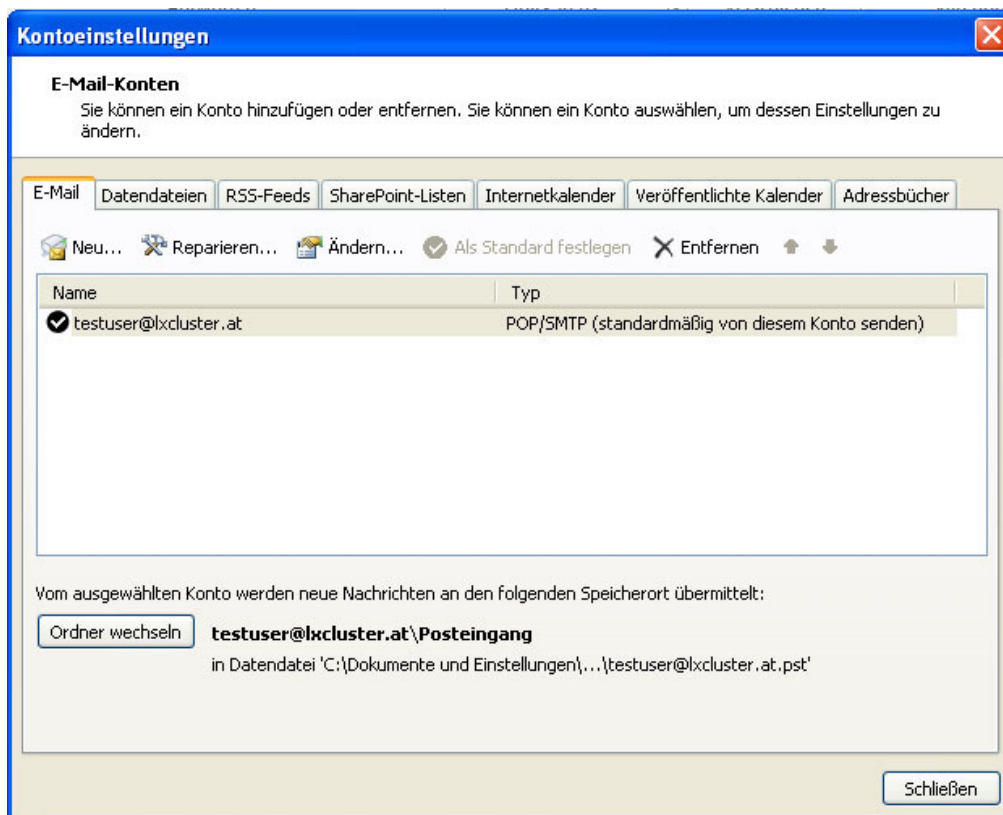 Kontoeinstellungen
E-Mail-Konten
Sie können ein Konto hinzufügen oder entfernen. Sie können ein Konto auswählen, um dessen Einstellungen zu
ändern.
E-Mail Datendateien RSS-Feeds SharePoint-Listen Internetkalender Veröffentlichte Kalender Adressbücher
Neu... Reparieren... Ändern... Als Standard festlegen Entfernen
Name Typ
testuser@lxcluster.at POP/SMTP (standardmäßig von diesem Konto senden)
Vom ausgewählten Konto werden neue Nachrichten an den folgenden Speicherort übermittelt:
Ordner wechseln testuser@lxcluster.at\Posteingang
in Datendatei 'C:\Dokumente und Einstellungen\...\testuser@lxcluster.at.pst'
Schließen